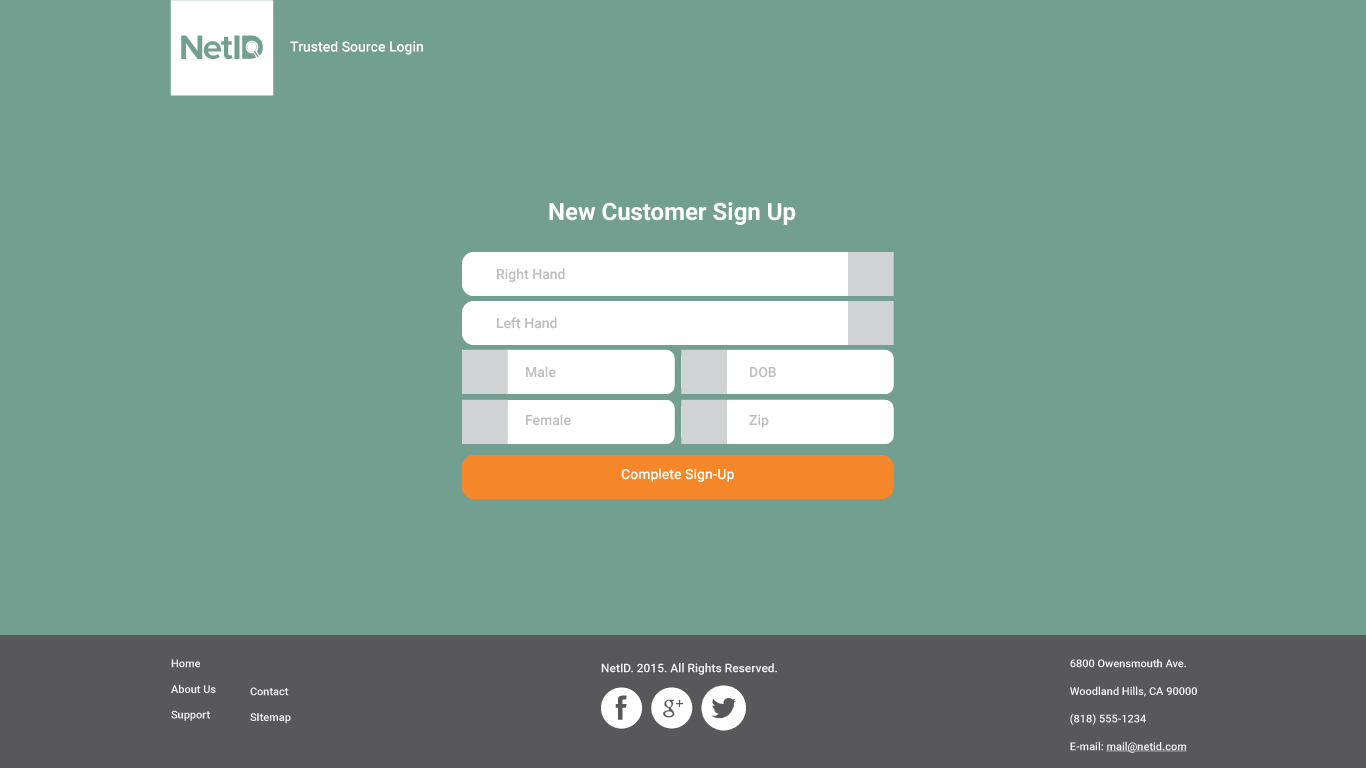 NetID
Trusted Source Login
New Customer Sign Up
Right Hand
Left Hand
Male
DOB
Female
Zip
Complete Sign-Up
Home
About Us
Support
Contact
SItemap
NetID. 2015. All Rights Reserved.
f
g+
6800 Owensmouth Ave.
Woodland Hills, CA 90000
(818) 555-1234
E-mail: mail@netid.com